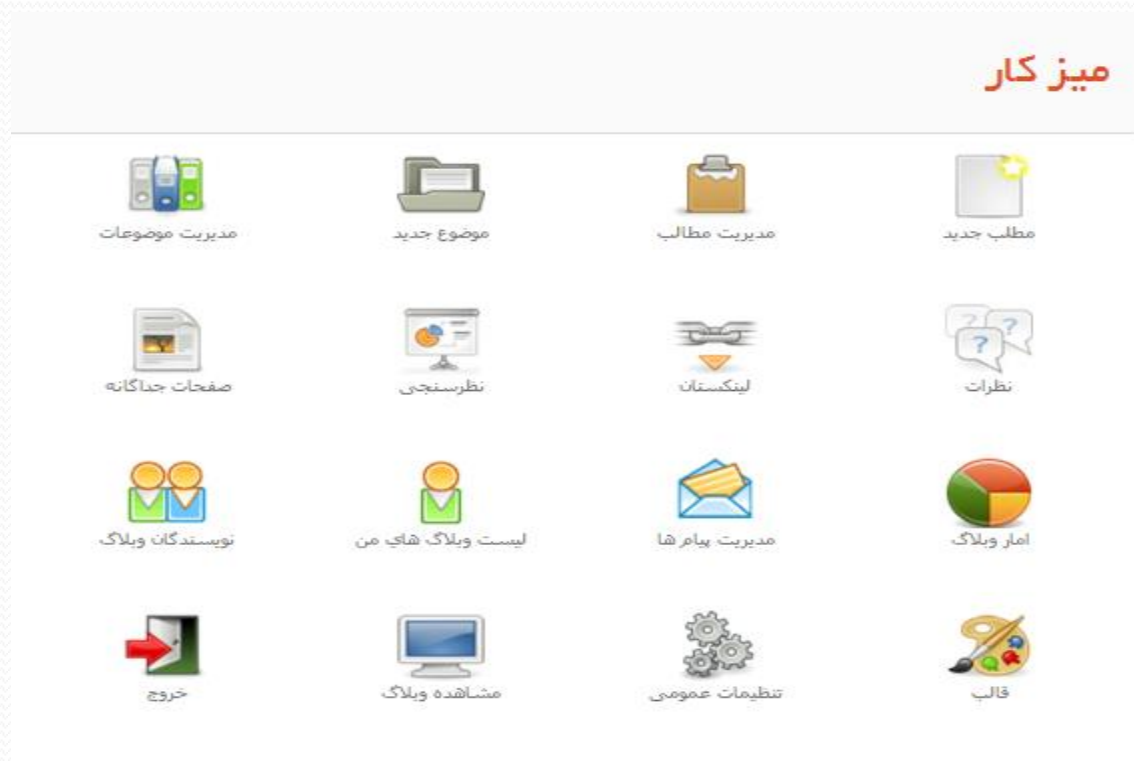 میز کار
مطلب جدید
مدیریت مطالب
موضوع جدید
مدیریت موضوعات
نظرات
لینکستان
نظرسنجی
صفحات جداگانه
امار وبلاگ
مدیریت پیام ها
لیست وبلاگ هاي من
نویسندگان وبلاگ
قالب
تنظیمات عمومی
مشاهده وبلاگ
خروج